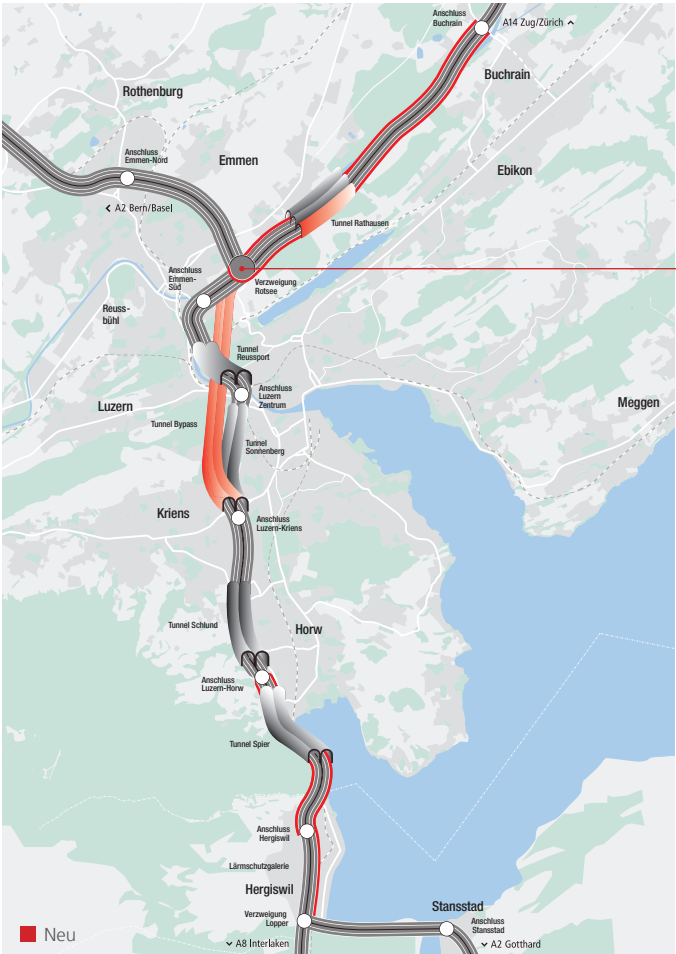 Anschluss
Buchrain
A14 Zug/Zürich
Buchrain
Rothenburg
Anschluss
Emmen-Nord
Emmen
Ebikon
A2 Bern/Basel
Tunnel Rathausen
Anschluss
Emmen-
Süd
Verzweigung
Rotsee
Reuss-
bühl
Tunnel
Reussport
Anschluss
Luzern
Zentrum
Luzern
Meggen
Tunnel Bypass
Tunnel
Sonnenberg
Kriens
Anschluss
Luzern-Kriens
Tunnel Schlund
Horw
Anschluss
Luzern-Horw
Tunnel Spier
Anschluss
Hergiswil
Lärmschutzgalerie
Hergiswil
Stansstad
Verzweigung
Lopper
Anschluss
Stansstad
Neu
A8 Interlaken
A2 Gotthard